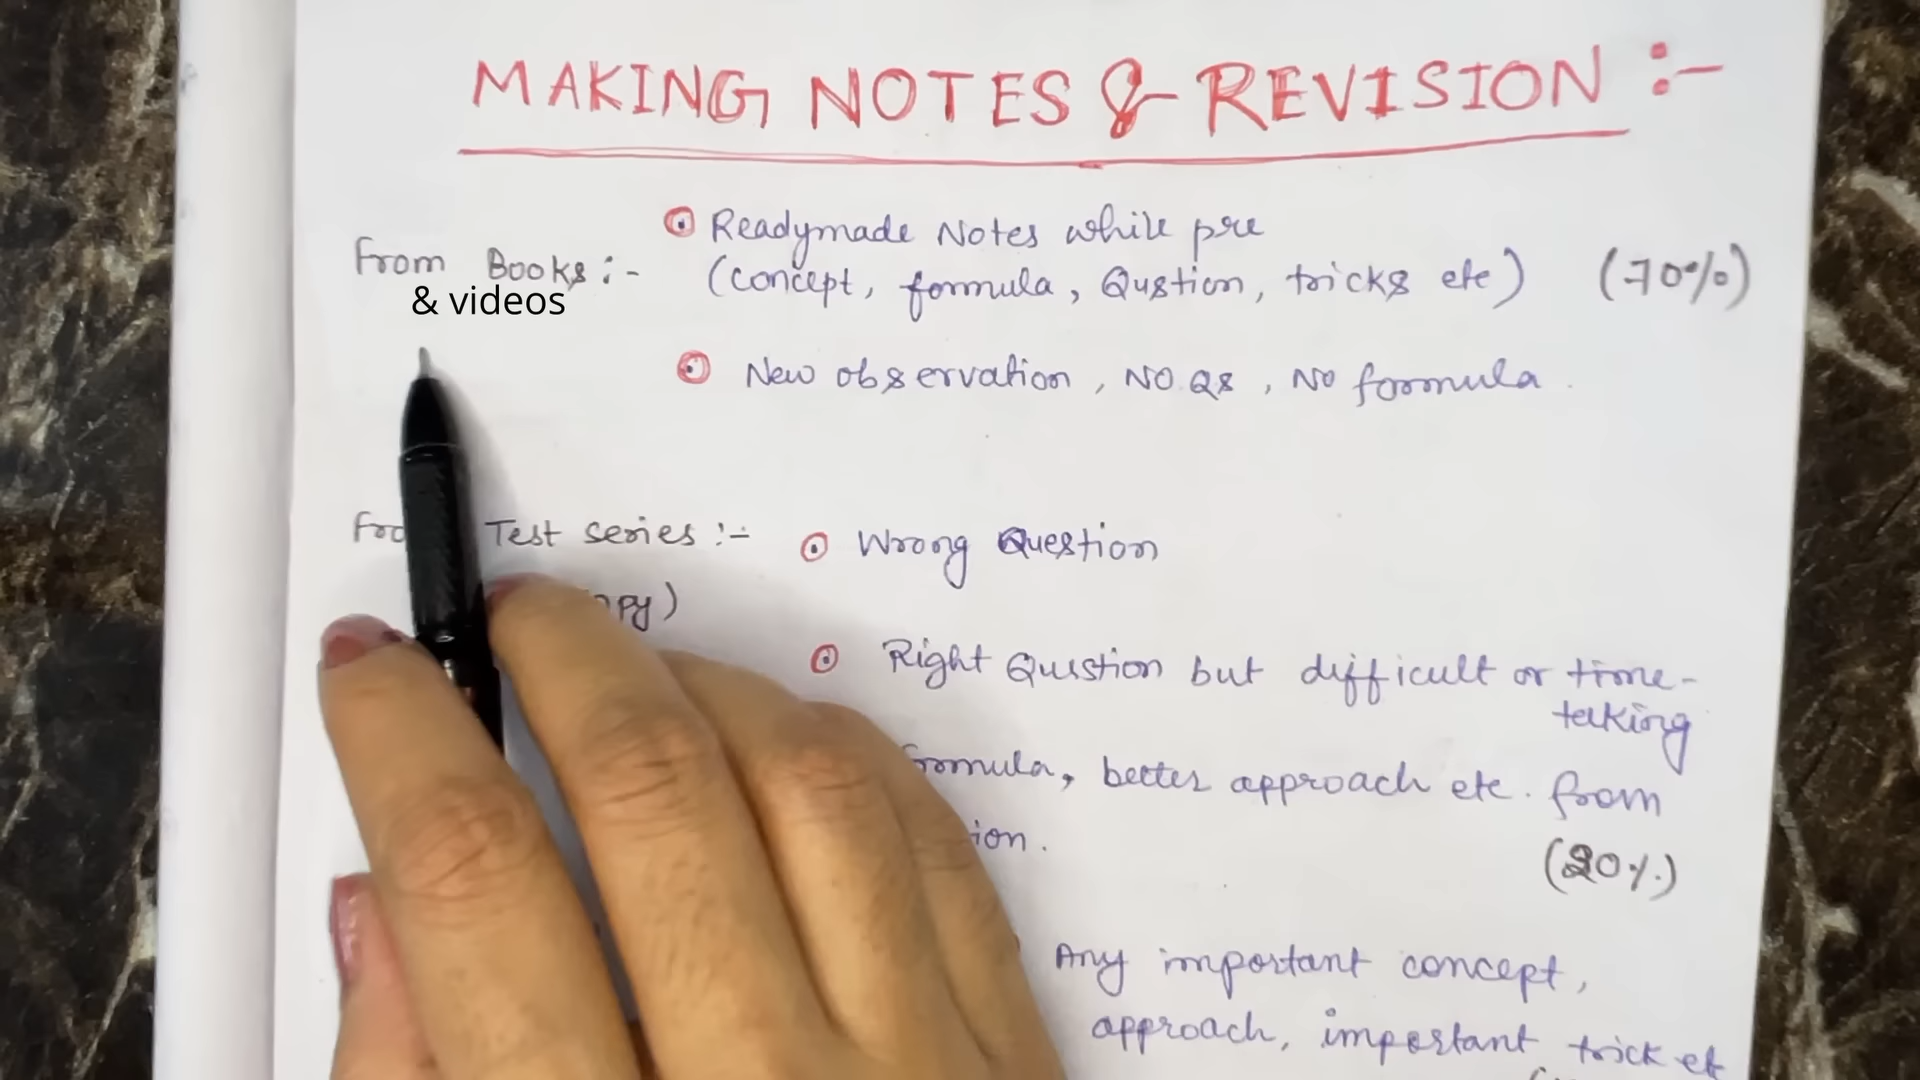 MAKING NOTES & REVISION :-
From Books :-
& videos
Readymade Notes while pre
(concept, formula, Qustion, tricks etc) (70%)
New observation, NO Qs, No formula.
Test series :-
Wrong Question
Right Question but difficult or time-
taking
formula, better approach etc. from
(20%)
Any important concept,
approach, important trick etc